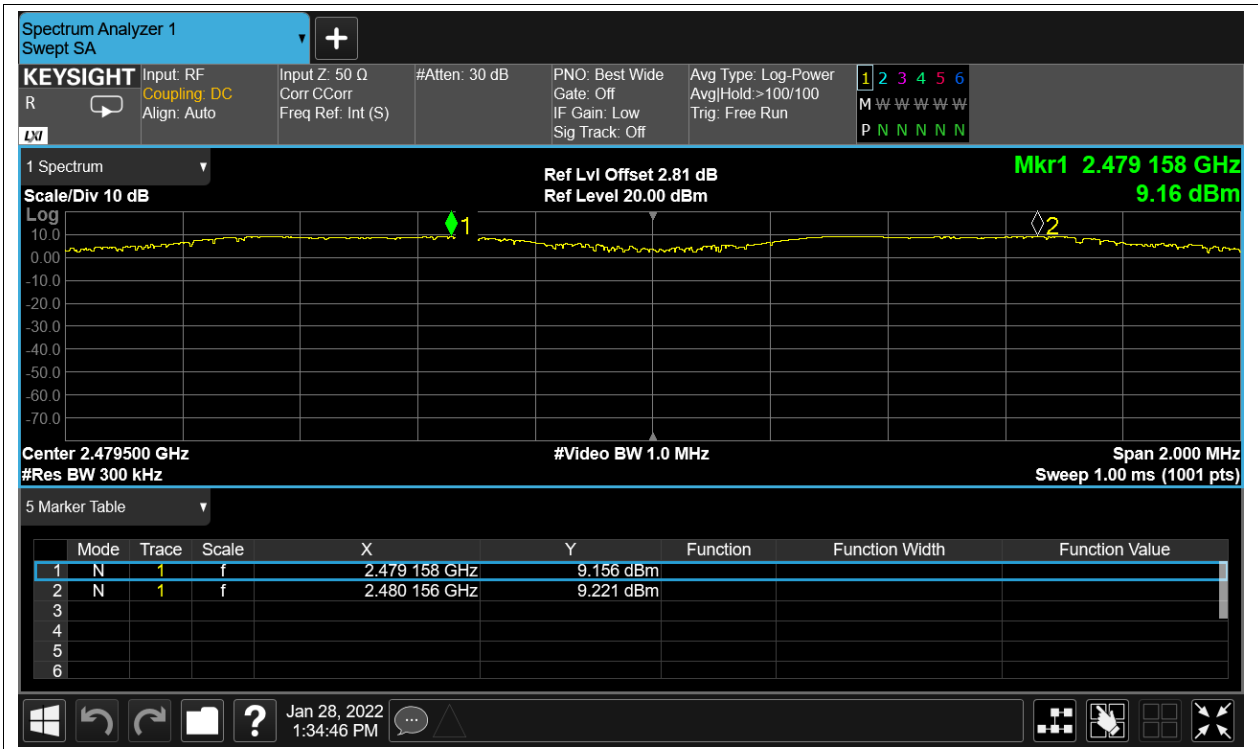 Spectrum Analyzer 1
Swept SA
KEYSIGHT
R
LXI
Input: RF
Coupling: DC
Align: Auto
Input Z: 50 Ω
Corr CCorr
Freq Ref: Int (S)
#Atten: 30 dB
PNO: Best Wide
Gate: Off
IF Gain: Low
Sig Track: Off
Avg Type: Log-Power
Avg|Hold:>100/100
Trig: Free Run
1 2 3 4 5 6
M W W W W W
P N N N N N
1 Spectrum
Scale/Div 10 dB
Ref Lvl Offset 2.81 dB
Ref Level 20.00 dBm
Mkr1 2.479 158 GHz
9.16 dBm
Log
10.0
0.00
-10.0
-20.0
-30.0
-40.0
-50.0
-60.0
-70.0
1
2
Center 2.479500 GHz
#Res BW 300 kHz
#Video BW 1.0 MHz
Span 2.000 MHz
Sweep 1.00 ms (1001 pts)
5 Marker Table
Mode Trace Scale X Y Function Function Width Function Value
1 N 1 f 2.479 158 GHz 9.156 dBm
2 N 1 f 2.480 156 GHz 9.221 dBm
3
4
5
6
?
Jan 28, 2022
1:34:46 PM